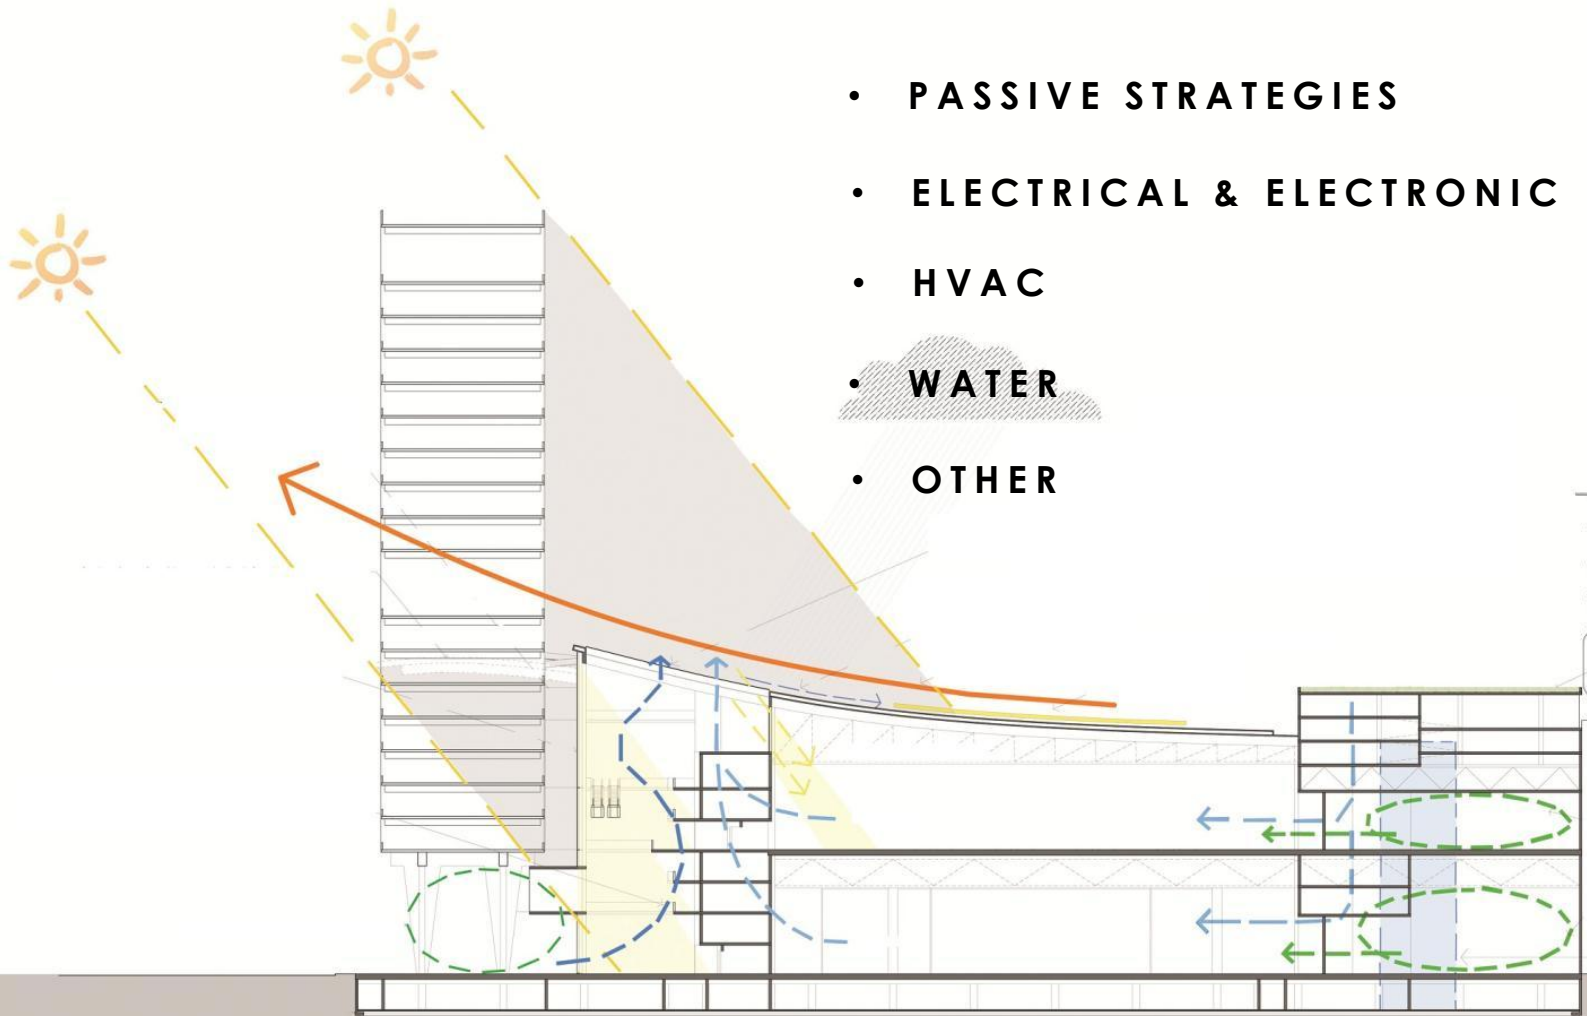 • PASSIVE STRATEGIES
• ELECTRICAL & ELECTRONIC
• HVAC
• WATER
• OTHER